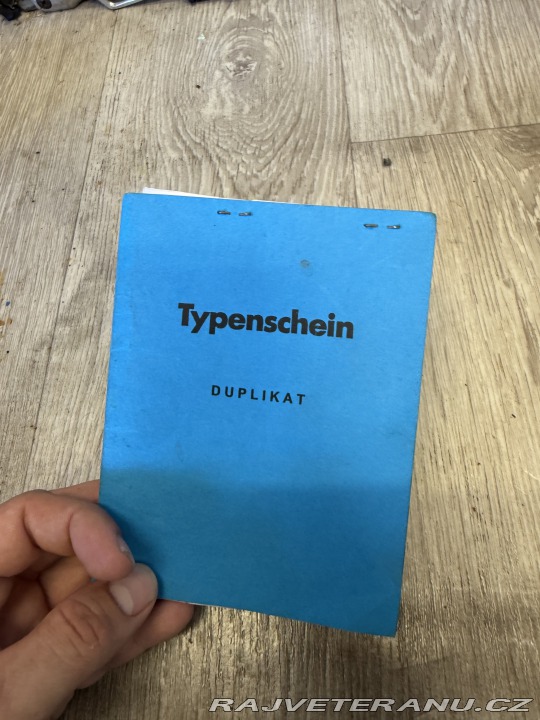 Typenschein
DUPLIKAT
RAJVETERANU.CZ